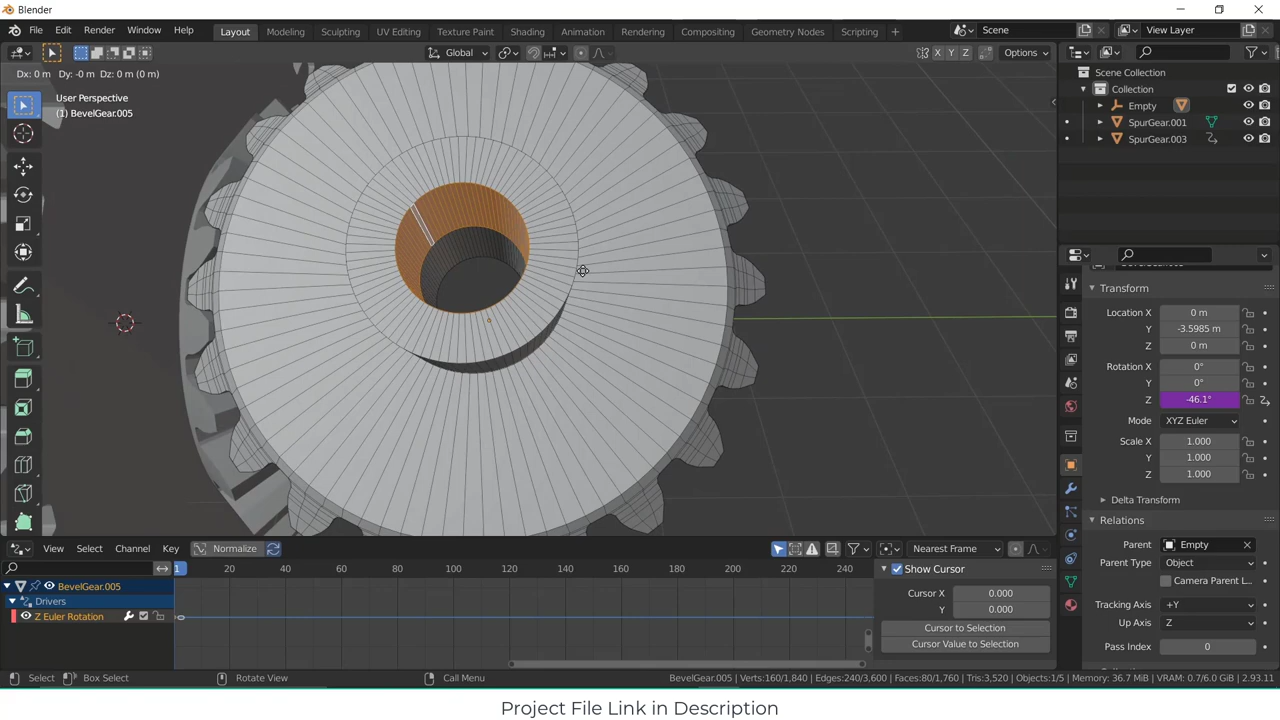 Blender
File Edit Render Window Help Layout Modeling Sculpting UV Editing Texture Paint Shading Animation Rendering Compositing Geometry Nodes Scripting + Scene View Layer
Global X Y Z Options
Dx: 0 m Dy: -0 m Dz: 0 m (0 m)
User Perspective
(1) BevelGear.005
Scene Collection
Collection
Empty
SpurGear.001
SpurGear.003
Transform
Location X 0 m
Y -3.5985 m
Z 0 m
Rotation X 0°
Y 0°
Z -46.1°
Mode XYZ Euler
Scale X 1.000
Y 1.000
Z 1.000
Delta Transform
Relations
Parent Empty
Parent Type Object
Camera Parent L...
Tracking Axis +Y
Up Axis Z
Pass Index 0
View Select Channel Key Normalize Nearest Frame
1 20 40 60 80 100 120 140 160 180 200 220 240
BevelGear.005
Drivers
Z Euler Rotation
Show Cursor
Cursor X 0.000
Y 0.000
Cursor to Selection
Cursor Value to Selection
Select Box Select Rotate View Call Menu BevelGear.005 | Verts:160/1,840 | Edges:240/3,600 | Faces:80/1,760 | Tris:3,520 | Objects:1/5 | Memory: 36.7 MiB | VRAM: 0.7/6.0 GiB | 2.93.11
Project File Link in Description